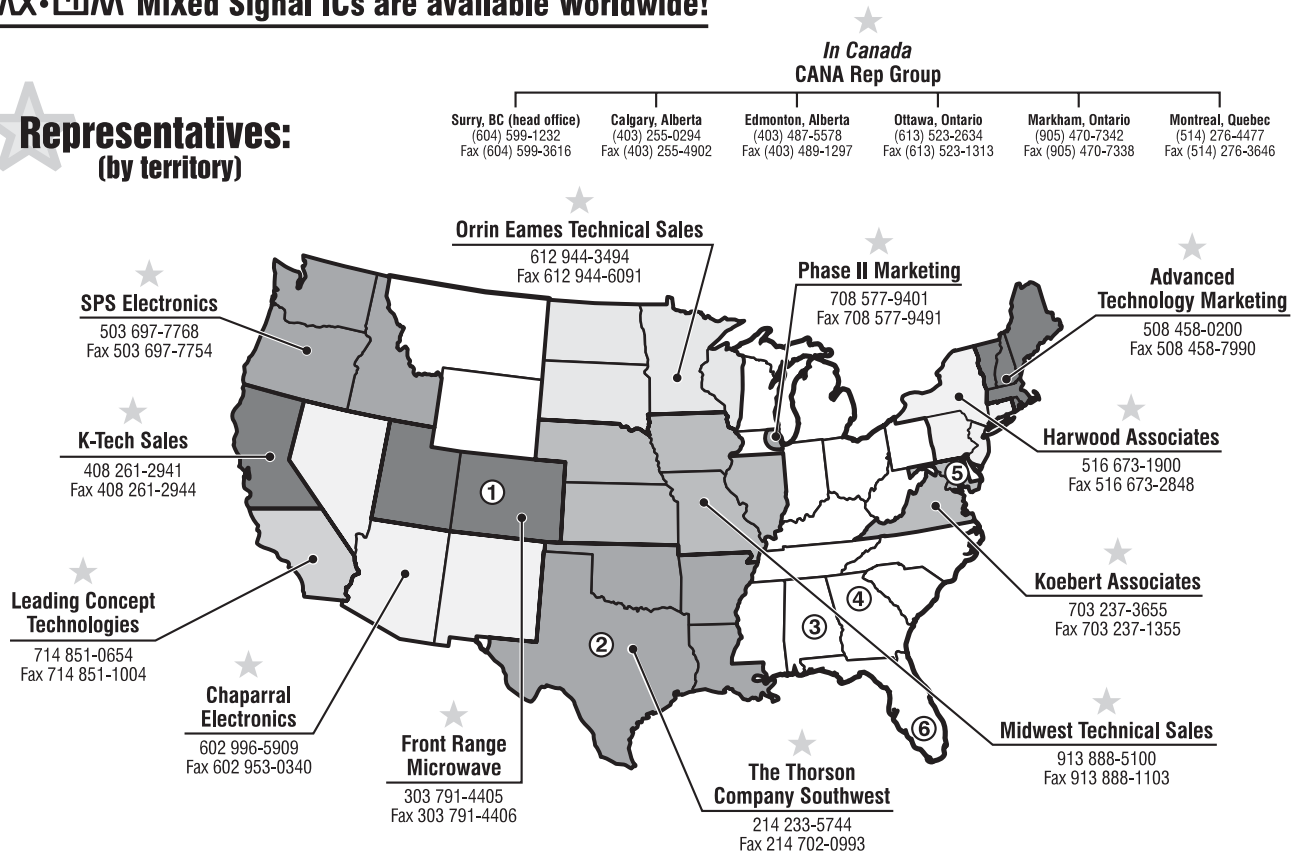 Mixed Signal ICs are available Worldwide!
In Canada
CANA Rep Group
Surry, BC (head office)
(604) 599-1232
Fax (604) 599-3616
Calgary, Alberta
(403) 255-0294
Fax (403) 255-4902
Edmonton, Alberta
(403) 487-5578
Fax (403) 489-1297
Ottawa, Ontario
(613) 523-2634
Fax (613) 523-1313
Markham, Ontario
(905) 470-7342
Fax (905) 470-7338
Montreal, Quebec
(514) 276-4477
Fax (514) 276-3646
Representatives:
(by territory)
Orrin Eames Technical Sales
612 944-3494
Fax 612 944-6091
Phase II Marketing
708 577-9401
Fax 708 577-9491
Advanced
Technology Marketing
508 458-0200
Fax 508 458-7990
SPS Electronics
503 697-7768
Fax 503 697-7754
K-Tech Sales
408 261-2941
Fax 408 261-2944
Harwood Associates
516 673-1900
Fax 516 673-2848
Koebert Associates
703 237-3655
Fax 703 237-1355
Leading Concept
Technologies
714 851-0654
Fax 714 851-1004
Chaparral
Electronics
602 996-5909
Fax 602 953-0340
Front Range
Microwave
303 791-4405
Fax 303 791-4406
The Thorson
Company Southwest
214 233-5744
Fax 214 702-0993
Midwest Technical Sales
913 888-5100
Fax 913 888-1103
1
2
3
4
5
6